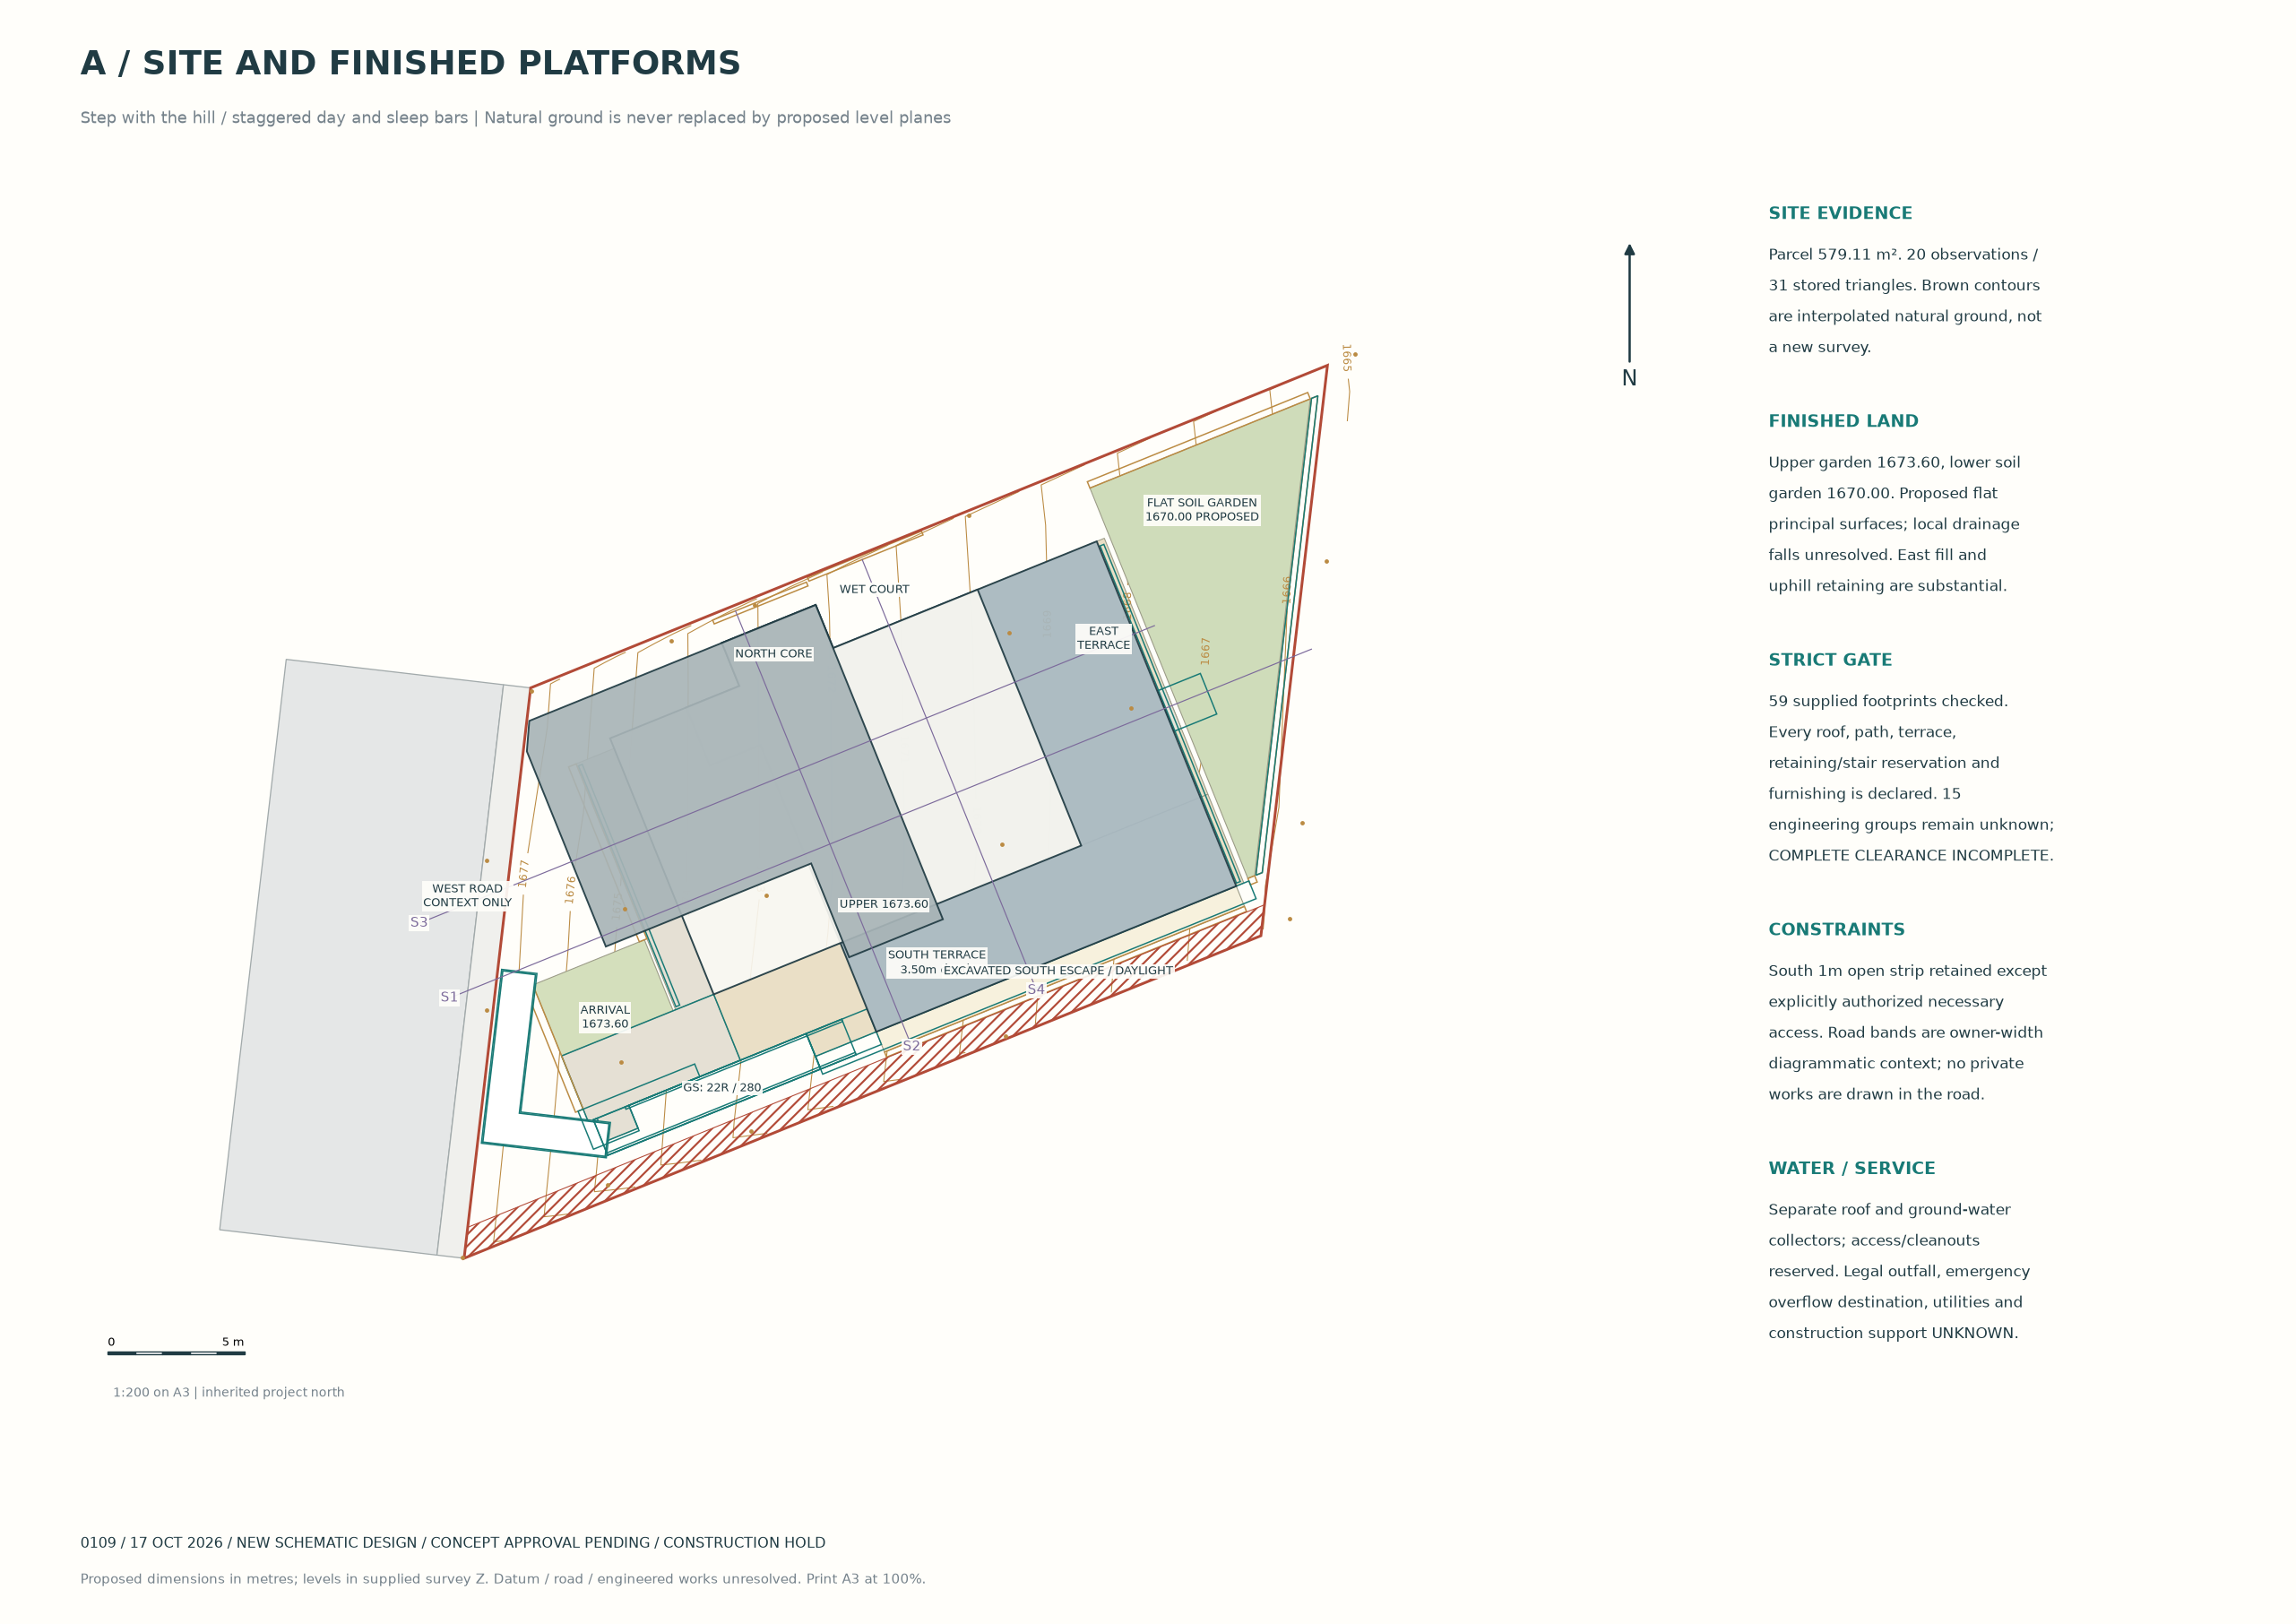 A / SITE AND FINISHED PLATFORMS
Step with the hill / staggered day and sleep bars | Natural ground is never replaced by proposed level planes
1665
FLAT SOIL GARDEN
1670.00 PROPOSED
WET COURT
1666
EAST
TERRACE
1667
NORTH CORE
1677
1676
WEST ROAD
CONTEXT ONLY
S3
UPPER 1673.60
SOUTH TERRACE
3.50m
EXCAVATED SOUTH ESCAPE / DAYLIGHT
S4
S1
ARRIVAL
1673.60
S2
GS: 22R / 280
N
0 5 m
1:200 on A3 | inherited project north
SITE EVIDENCE
Parcel 579.11 m². 20 observations /
31 stored triangles. Brown contours
are interpolated natural ground, not
a new survey.
FINISHED LAND
Upper garden 1673.60, lower soil
garden 1670.00. Proposed flat
principal surfaces; local drainage
falls unresolved. East fill and
uphill retaining are substantial.
STRICT GATE
59 supplied footprints checked.
Every roof, path, terrace,
retaining/stair reservation and
furnishing is declared. 15
engineering groups remain unknown;
COMPLETE CLEARANCE INCOMPLETE.
CONSTRAINTS
South 1m open strip retained except
explicitly authorized necessary
access. Road bands are owner-width
diagrammatic context; no private
works are drawn in the road.
WATER / SERVICE
Separate roof and ground-water
collectors; access/cleanouts
reserved. Legal outfall, emergency
overflow destination, utilities and
construction support UNKNOWN.
0109 / 17 OCT 2026 / NEW SCHEMATIC DESIGN / CONCEPT APPROVAL PENDING / CONSTRUCTION HOLD
Proposed dimensions in metres; levels in supplied survey Z. Datum / road / engineered works unresolved. Print A3 at 100%.